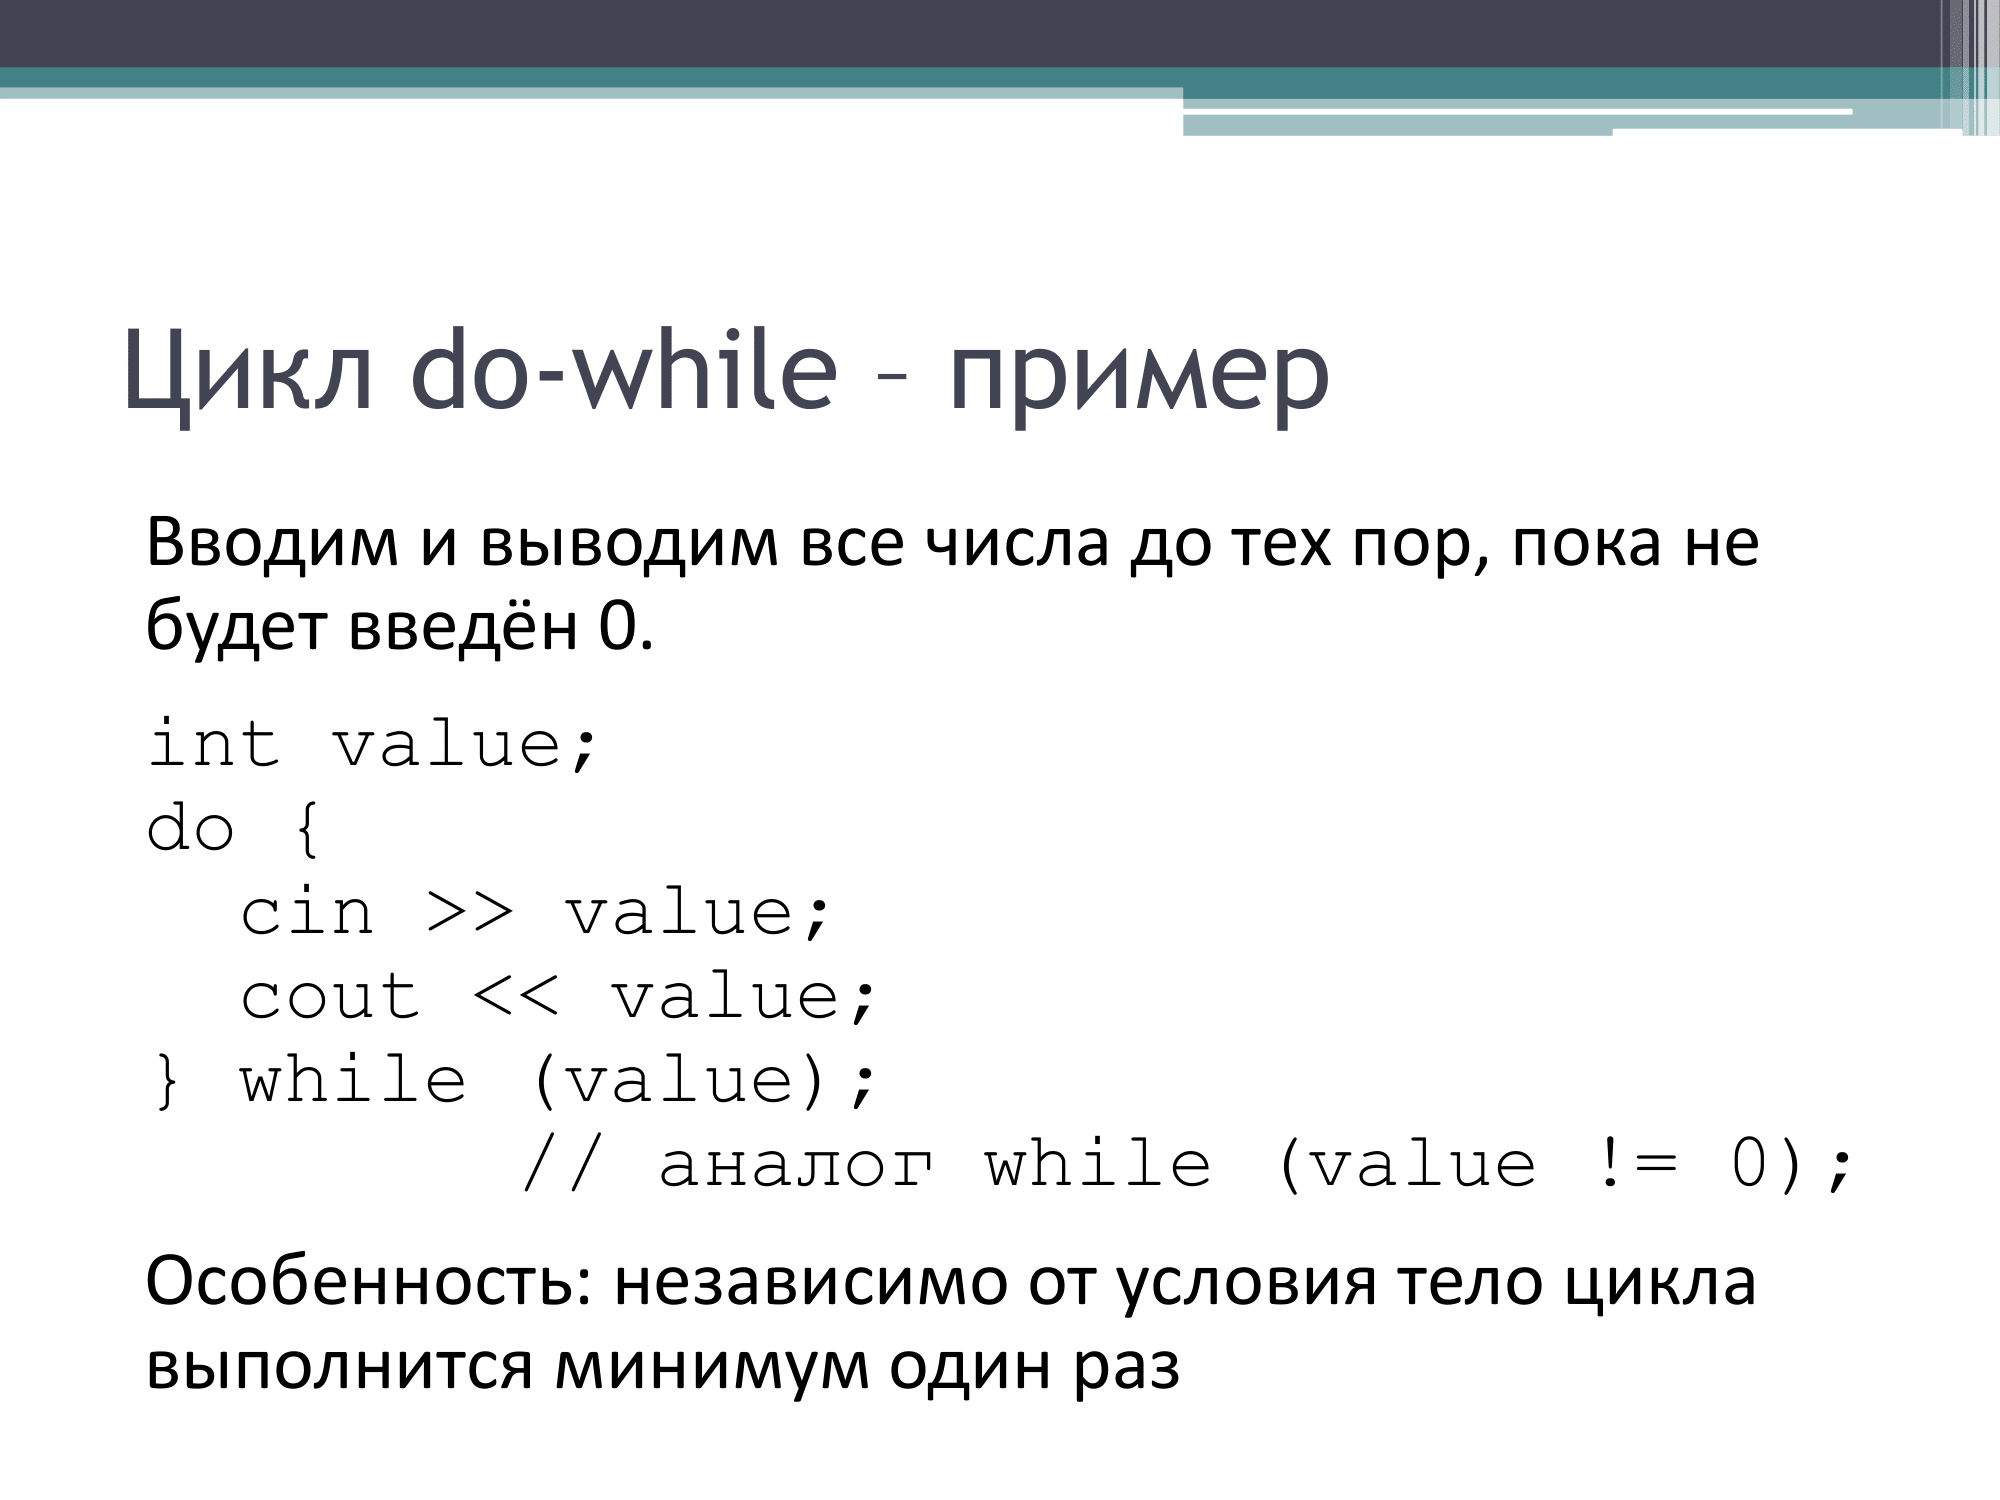 Цикл do-while – пример
Вводим и выводим все числа до тех пор, пока не
будет введён 0.
int value;
do {
  cin >> value;
  cout << value;
} while (value);
        // аналог while (value != 0);
Особенность: независимо от условия тело цикла
выполнится минимум один раз